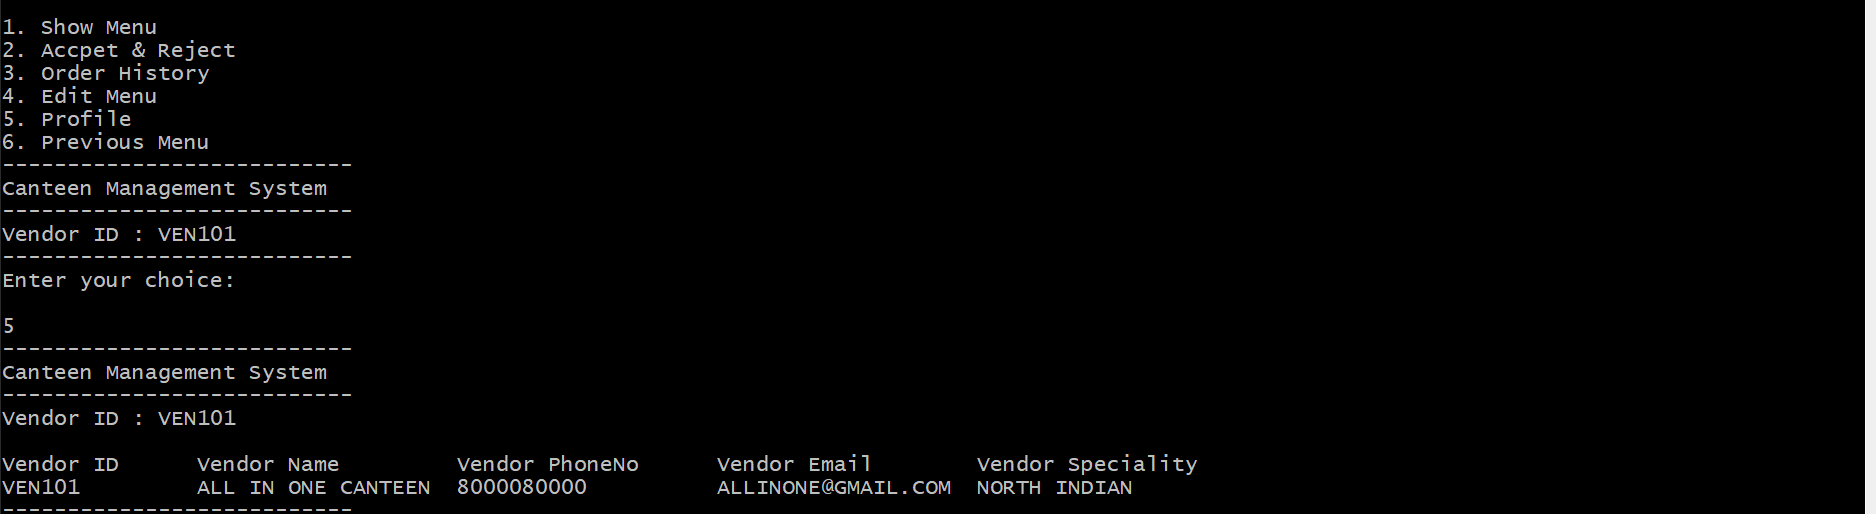 1. Show Menu
2. Accpet & Reject
3. Order History
4. Edit Menu
5. Profile
6. Previous Menu
---------------------------
Canteen Management System
---------------------------
Vendor ID : VEN101
---------------------------
Enter your choice:
5
---------------------------
Canteen Management System
---------------------------
Vendor ID : VEN101
Vendor ID      Vendor Name         Vendor PhoneNo      Vendor Email        Vendor Speciality
VEN101         ALL IN ONE CANTEEN  8000080000          ALLINONE@GMAIL.COM  NORTH INDIAN
---------------------------